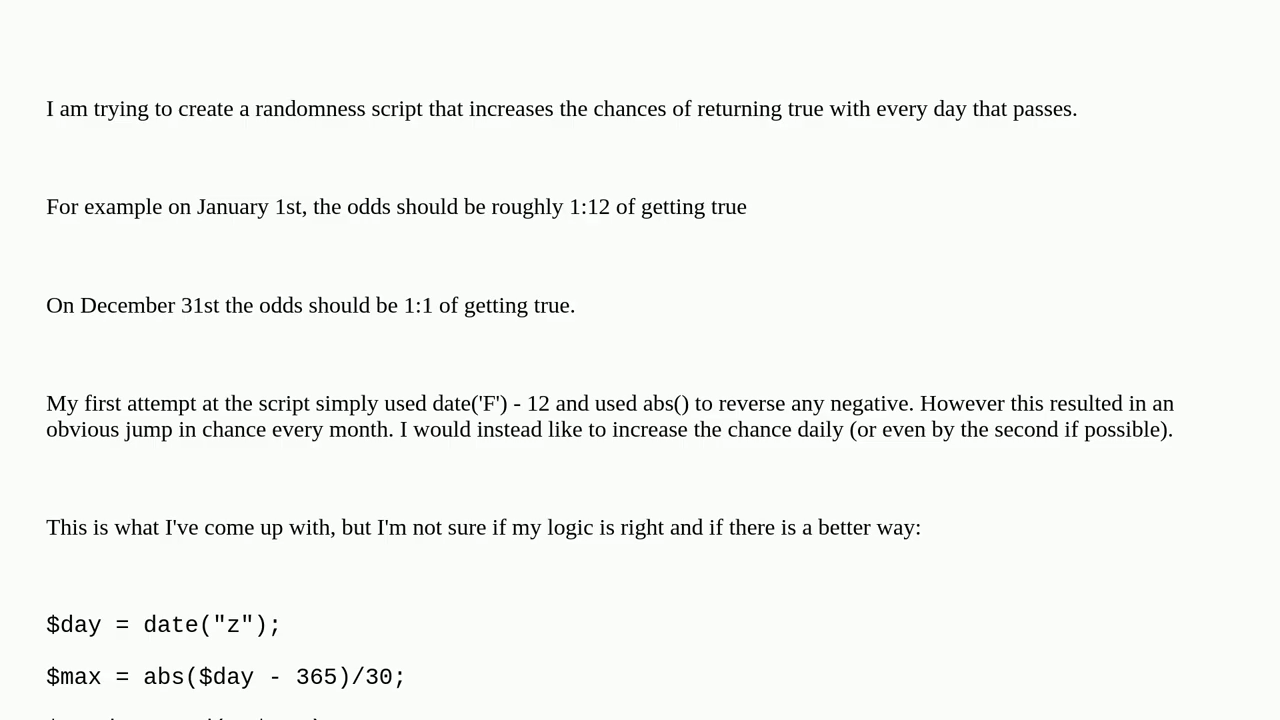 I am trying to create a randomness script that increases the chances of returning true with every day that passes.
For example on January 1st, the odds should be roughly 1:12 of getting true
On December 31st the odds should be 1:1 of getting true.
My first attempt at the script simply used date('F') - 12 and used abs() to reverse any negative. However this resulted in an
obvious jump in chance every month. I would instead like to increase the chance daily (or even by the second if possible).
This is what I've come up with, but I'm not sure if my logic is right and if there is a better way:
$day = date("z");
$max = abs($day - 365)/30;